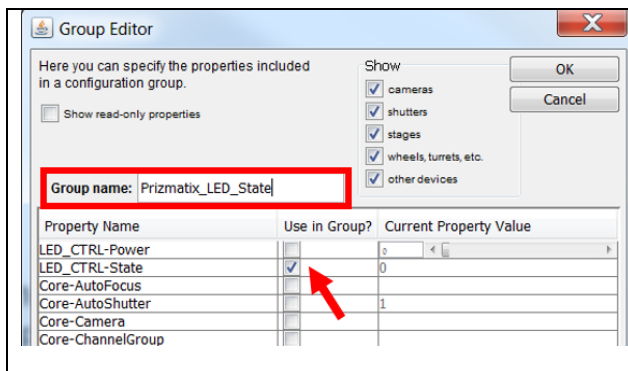 Group Editor
Here you can specify the properties included
in a configuration group.
Show read-only properties
Show
cameras
shutters
stages
wheels, turrets, etc.
other devices
OK
Cancel
Group name: Prizmatix_LED_State
Property Name Use in Group? Current Property Value
LED_CTRL-Power 0
LED_CTRL-State 0
Core-AutoFocus
Core-AutoShutter 1
Core-Camera
Core-ChannelGroup